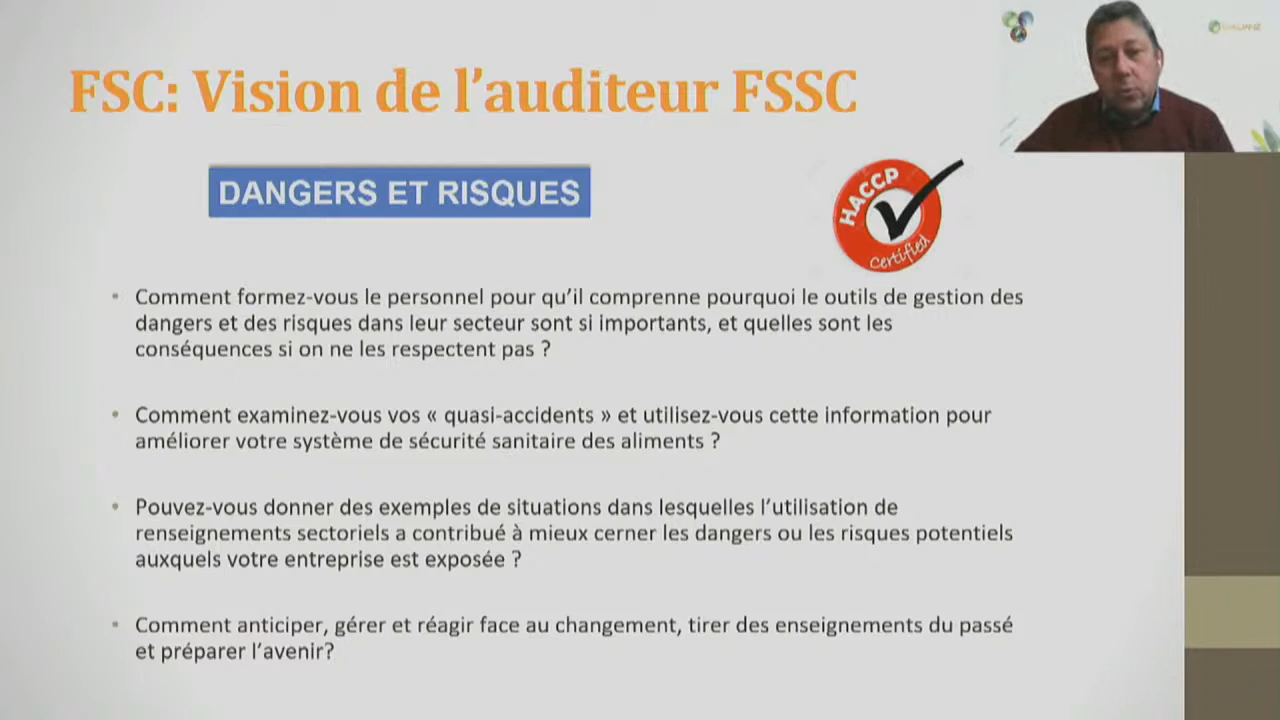 FSC: Vision de l'auditeur FSSC
DANGERS ET RISQUES
HACCP
Certified
• Comment formez-vous le personnel pour qu'il comprenne pourquoi le outils de gestion des
dangers et des risques dans leur secteur sont si importants, et quelles sont les
conséquences si on ne les respectent pas ?
• Comment examinez-vous vos « quasi-accidents » et utilisez-vous cette information pour
améliorer votre système de sécurité sanitaire des aliments ?
• Pouvez-vous donner des exemples de situations dans lesquelles l'utilisation de
renseignements sectoriels a contribué à mieux cerner les dangers ou les risques potentiels
auxquels votre entreprise est exposée ?
• Comment anticiper, gérer et réagir face au changement, tirer des enseignements du passé
et préparer l'avenir?